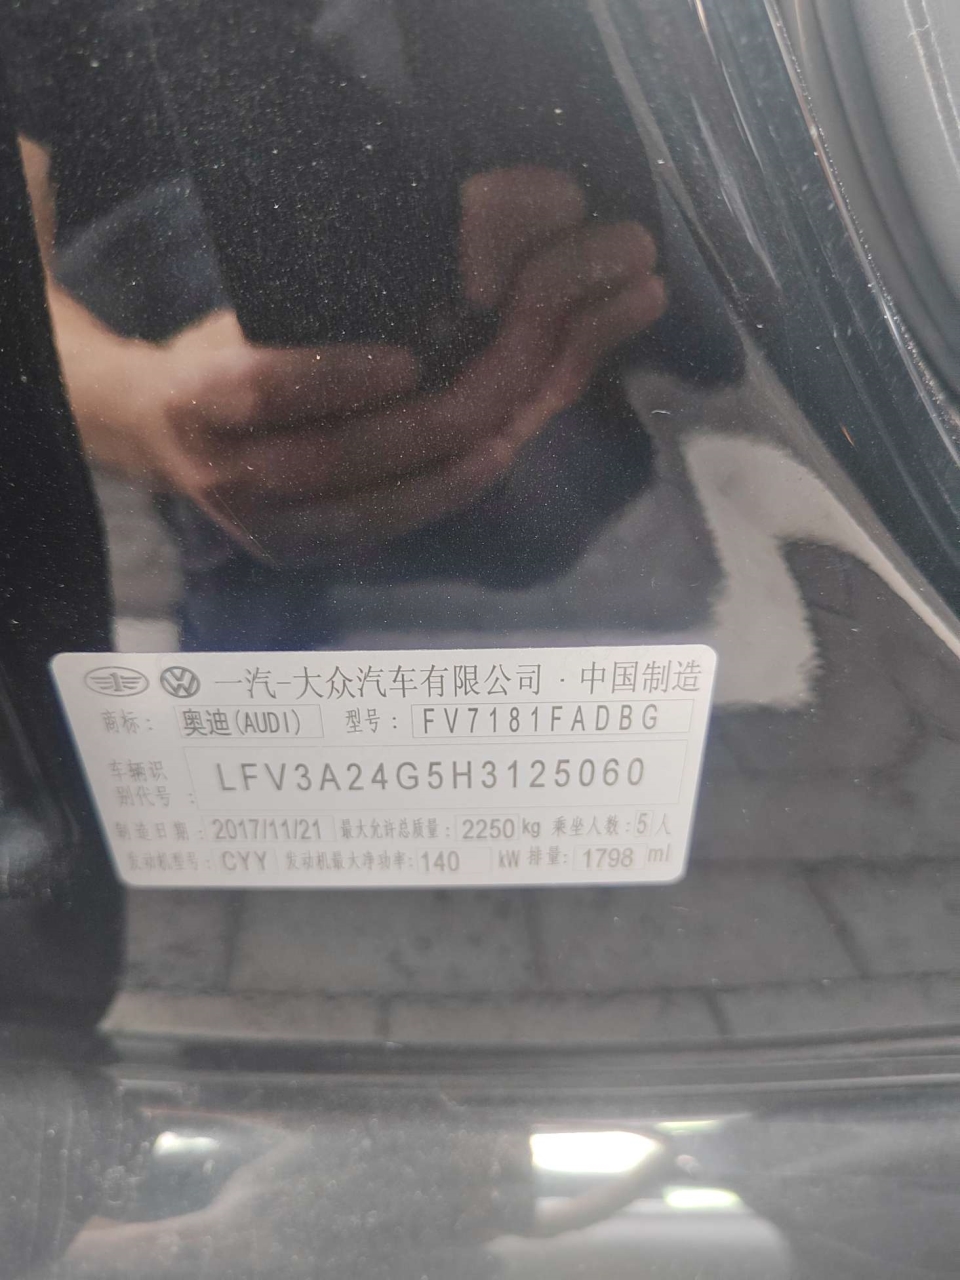 一汽-大众汽车有限公司·中国制造
商标： 奥迪(AUDI) 型号： FV7181FADBG
车辆识别代号： LFV3A24G5H3125060
制造日期： 2017/11/21 最大允许总质量： 2250 kg 乘坐人数： 5 人
发动机型号： CYY 发动机最大净功率： 140 kW 排量： 1798 ml